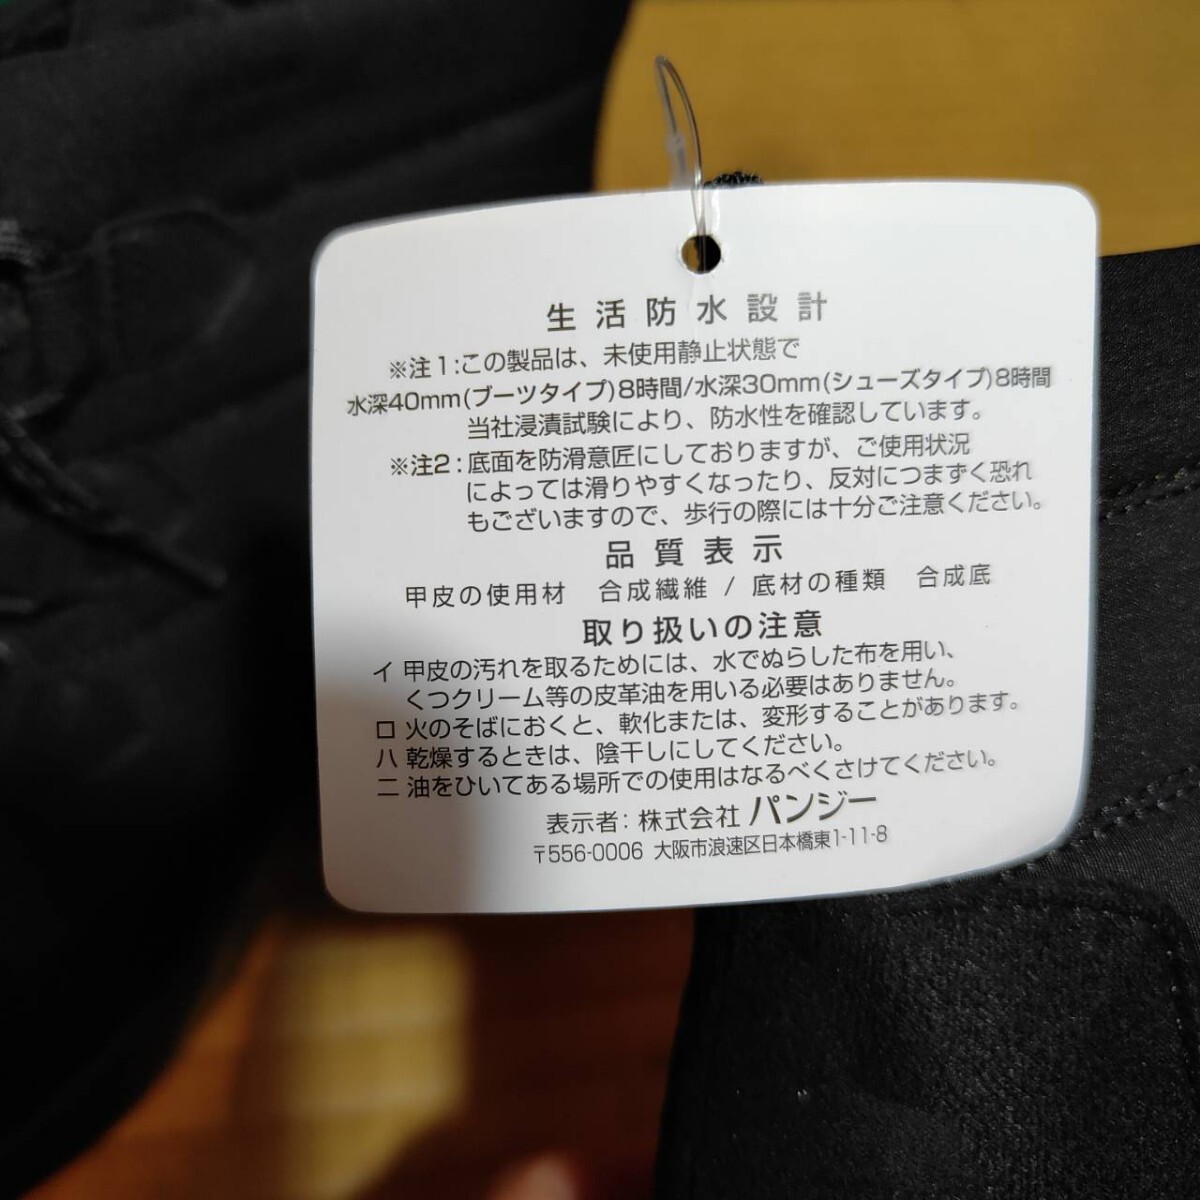 生活防水設計
※注1:この製品は、未使用静止状態で
水深40mm(ブーツタイプ)8時間/水深30mm(シューズタイプ)8時間
当社浸漬試験により、防水性を確認しています。
※注2:底面を防滑意匠にしておりますが、ご使用状況
によっては滑りやすくなったり、反対につまずく恐れ
もございますので、歩行の際には十分ご注意ください。
品質表示
甲皮の使用材 合成繊維 / 底材の種類 合成底
取り扱いの注意
イ 甲皮の汚れを取るためには、水でぬらした布を用い、
くつクリーム等の皮革油を用いる必要はありません。
ロ 火のそばにおくと、軟化または、変形することがあります。
ハ 乾燥するときは、陰干しにしてください。
ニ 油をひいてある場所での使用はなるべくさけてください。
表示者:株式会社 パンジー
〒556-0006 大阪市浪速区日本橋東1-11-8